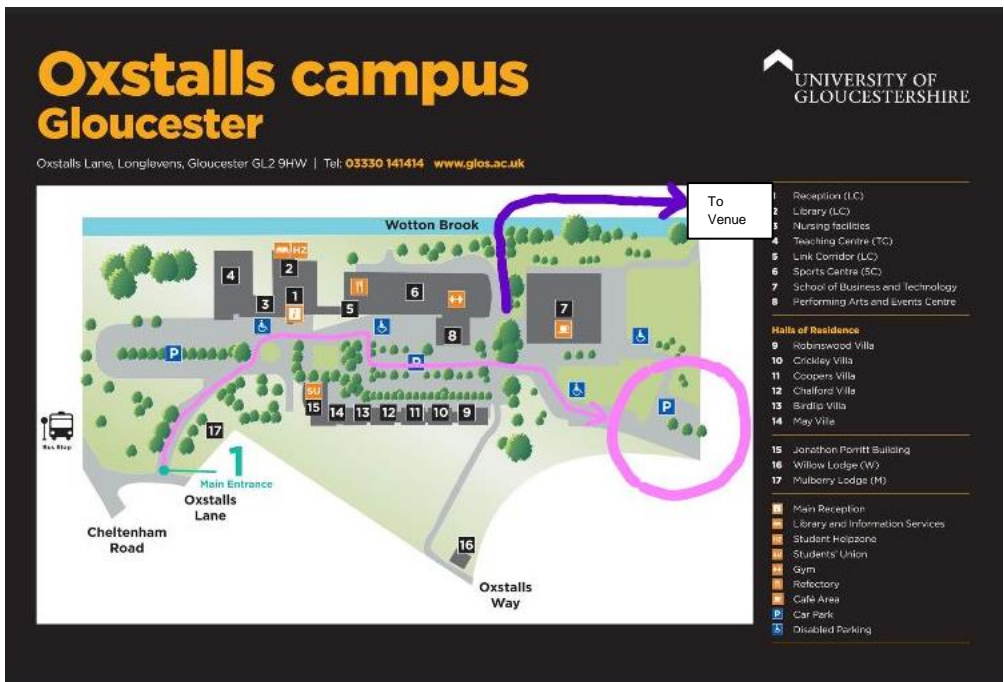 Oxstalls campus
Gloucester
Oxstalls Lane, Longlevens, Gloucester GL2 9HW | Tel: 03330 141414 www.glos.ac.uk
UNIVERSITY OF
GLOUCESTERSHIRE
To
Venue
Wotton Brook
HZ
4
2
3
1
5
6
7
8
i
P
P
P
SU
15
14
13
12
11
10
9
17
16
Bus Stop
1
Main Entrance
Oxstalls
Lane
Cheltenham
Road
Oxstalls
Way
1 Reception (LC)
2 Library (LC)
3 Nursing facilities
4 Teaching Centre (TC)
5 Link Corridor (LC)
6 Sports Centre (SC)
7 School of Business and Technology
8 Performing Arts and Events Centre
Halls of Residence
9 Robinswood Villa
10 Crickley Villa
11 Coopers Villa
12 Chalford Villa
13 Birdlip Villa
14 May Villa
15 Jonathon Porritt Building
16 Willow Lodge (W)
17 Mulberry Lodge (M)
i Main Reception
Library and Information Services
HZ Student Helpzone
SU Students' Union
Gym
Refectory
Café Area
P Car Park
Disabled Parking